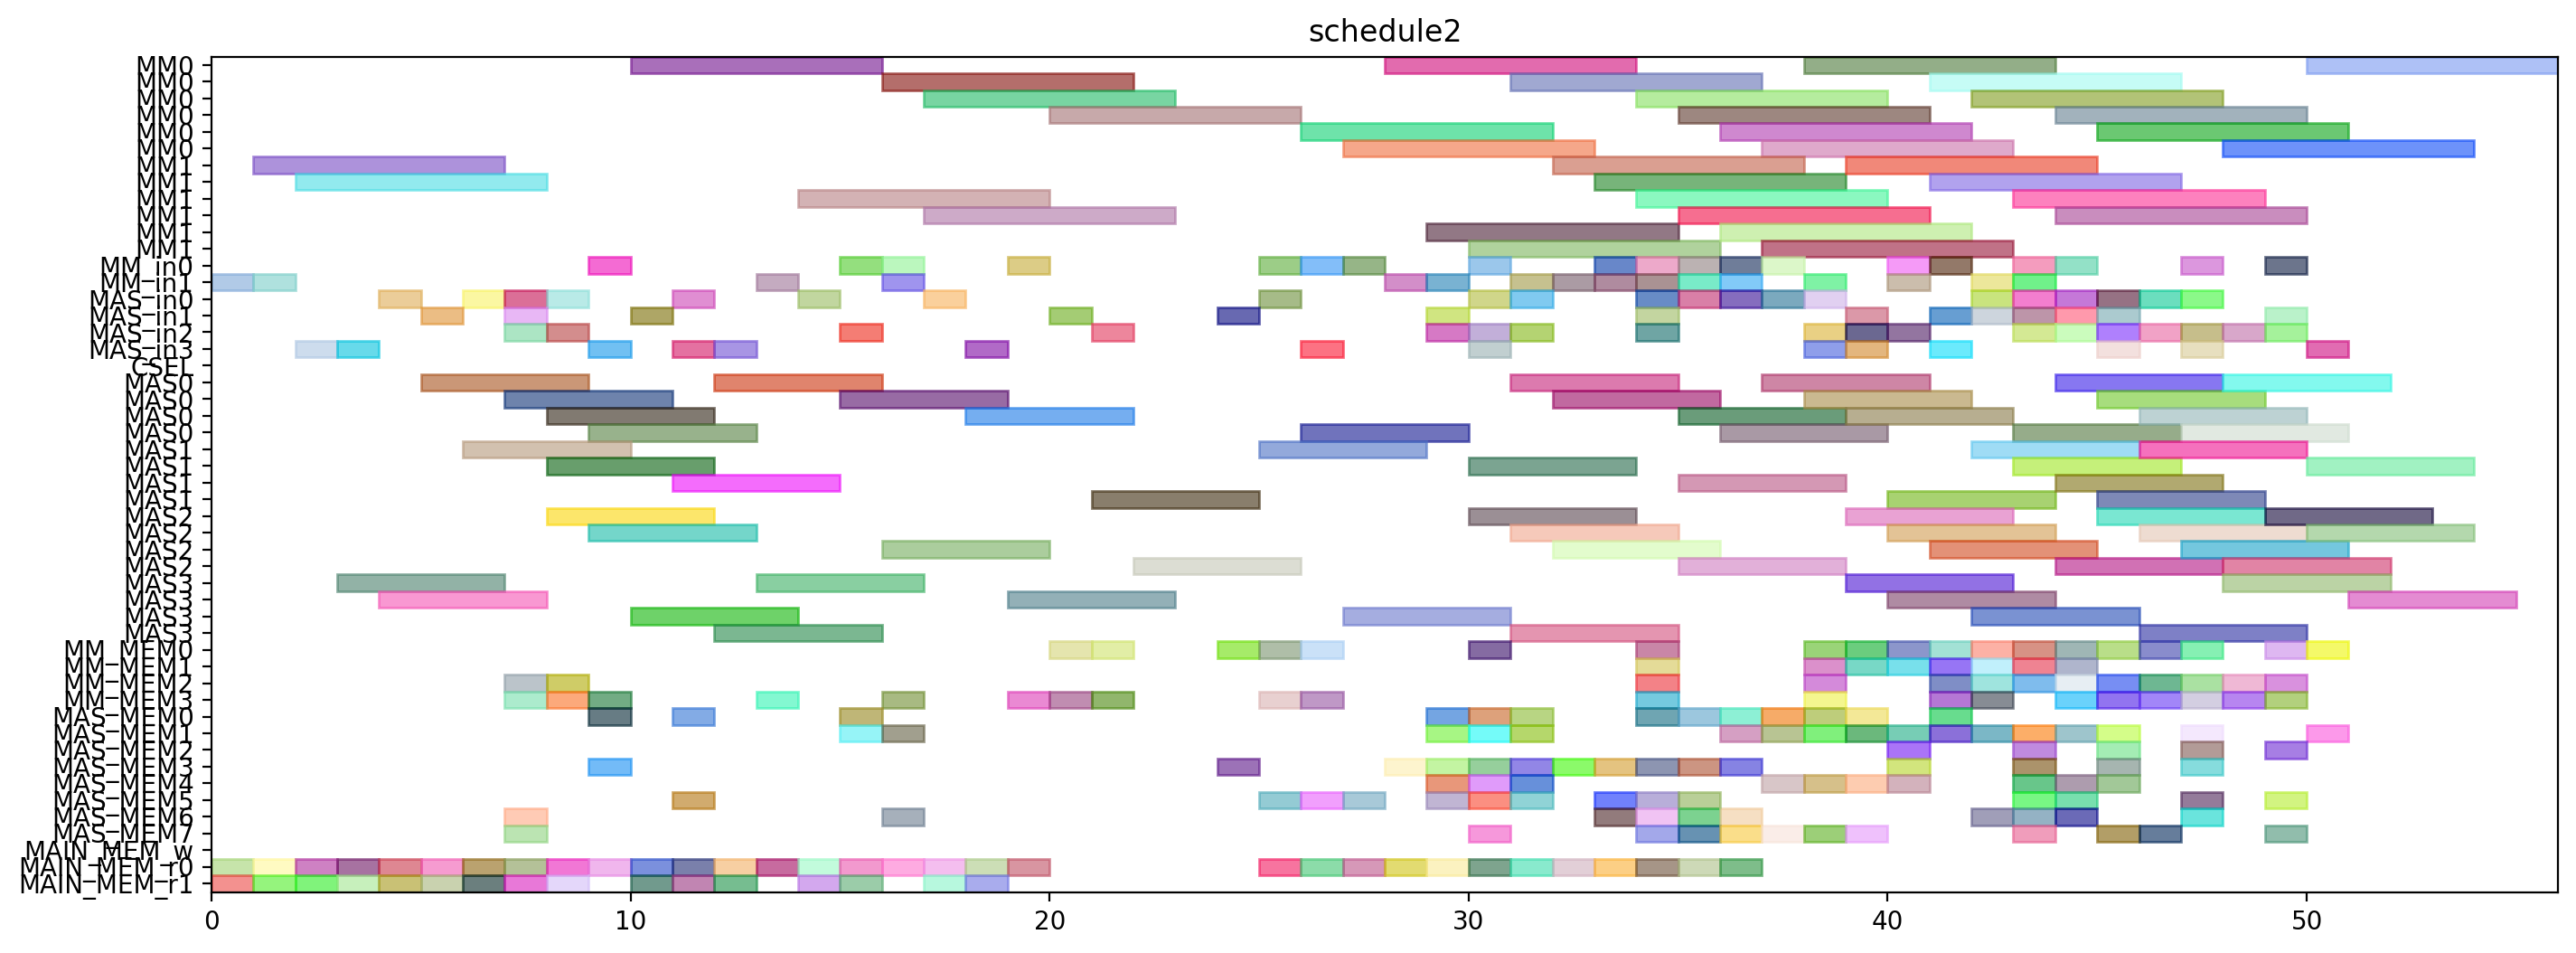 schedule2
MM0
MM0
MM0
MM0
MM0
MM0
MM1
MM1
MM1
MM1
MM1
MM1
MM_in0
MM_in1
MAS_in0
MAS_in1
MAS_in2
MAS_in3
CSEL
MAS0
MAS0
MAS0
MAS0
MAS1
MAS1
MAS1
MAS1
MAS2
MAS2
MAS2
MAS2
MAS3
MAS3
MAS3
MAS3
MM_MEM0
MM_MEM1
MM_MEM2
MM_MEM3
MAS_MEM0
MAS_MEM1
MAS_MEM2
MAS_MEM3
MAS_MEM4
MAS_MEM5
MAS_MEM6
MAS_MEM7
MAIN_MEM_w
MAIN_MEM_r0
MAIN_MEM_r1
0 10 20 30 40 50